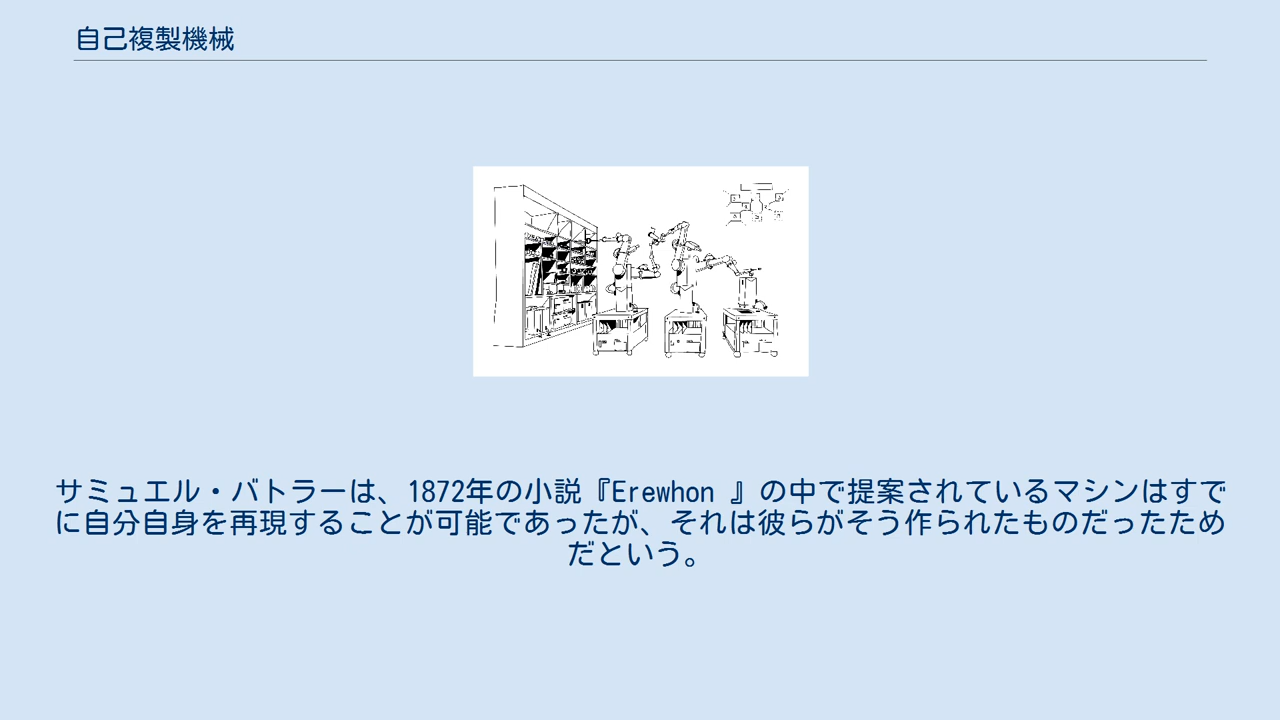 自己複製機械
サミュエル・バトラーは、1872年の小説『Erewhon 』の中で提案されているマシンはすで
に自分自身を再現することが可能であったが、それは彼らがそう作られたものだったため
だという。